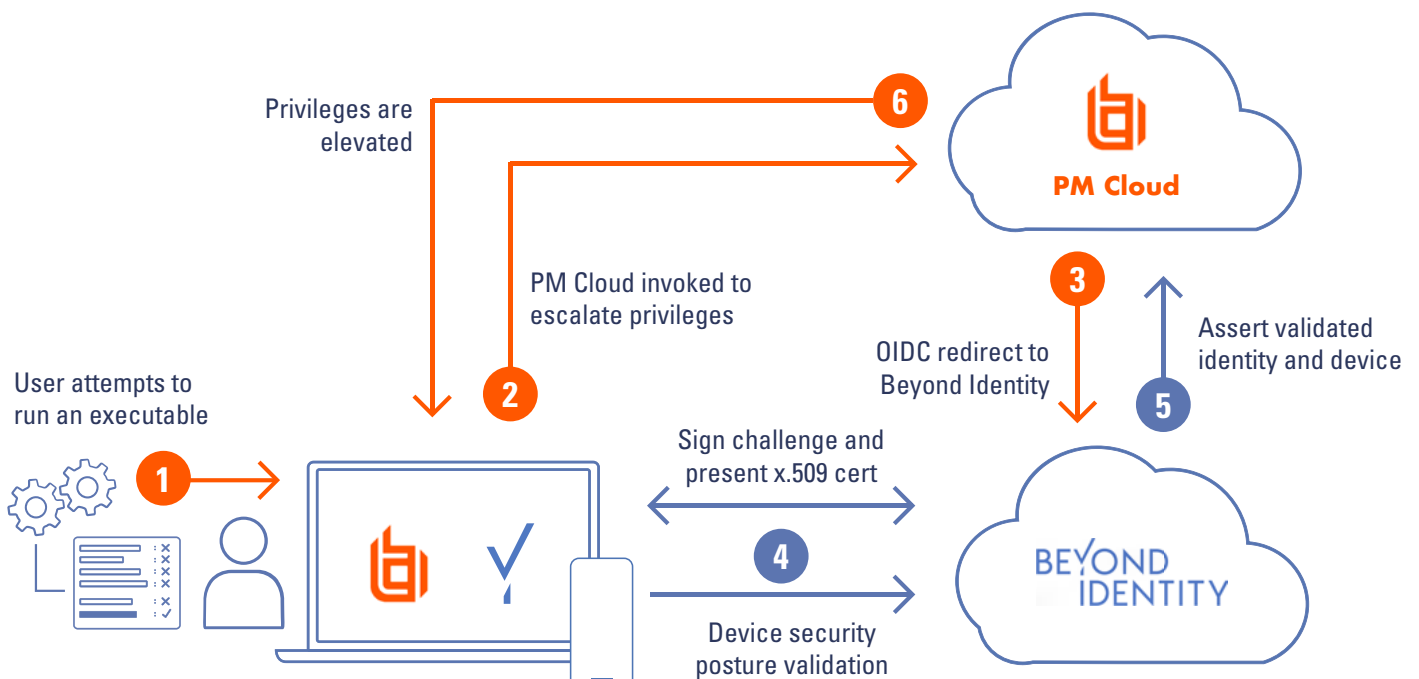 Privileges are
elevated
6
PM Cloud
PM Cloud invoked to
escalate privileges
2
3
OIDC redirect to
Beyond Identity
Assert validated
identity and device
5
User attempts to
run an executable
1
Sign challenge and
present x.509 cert
4
Device security
posture validation
BEYOND
IDENTITY